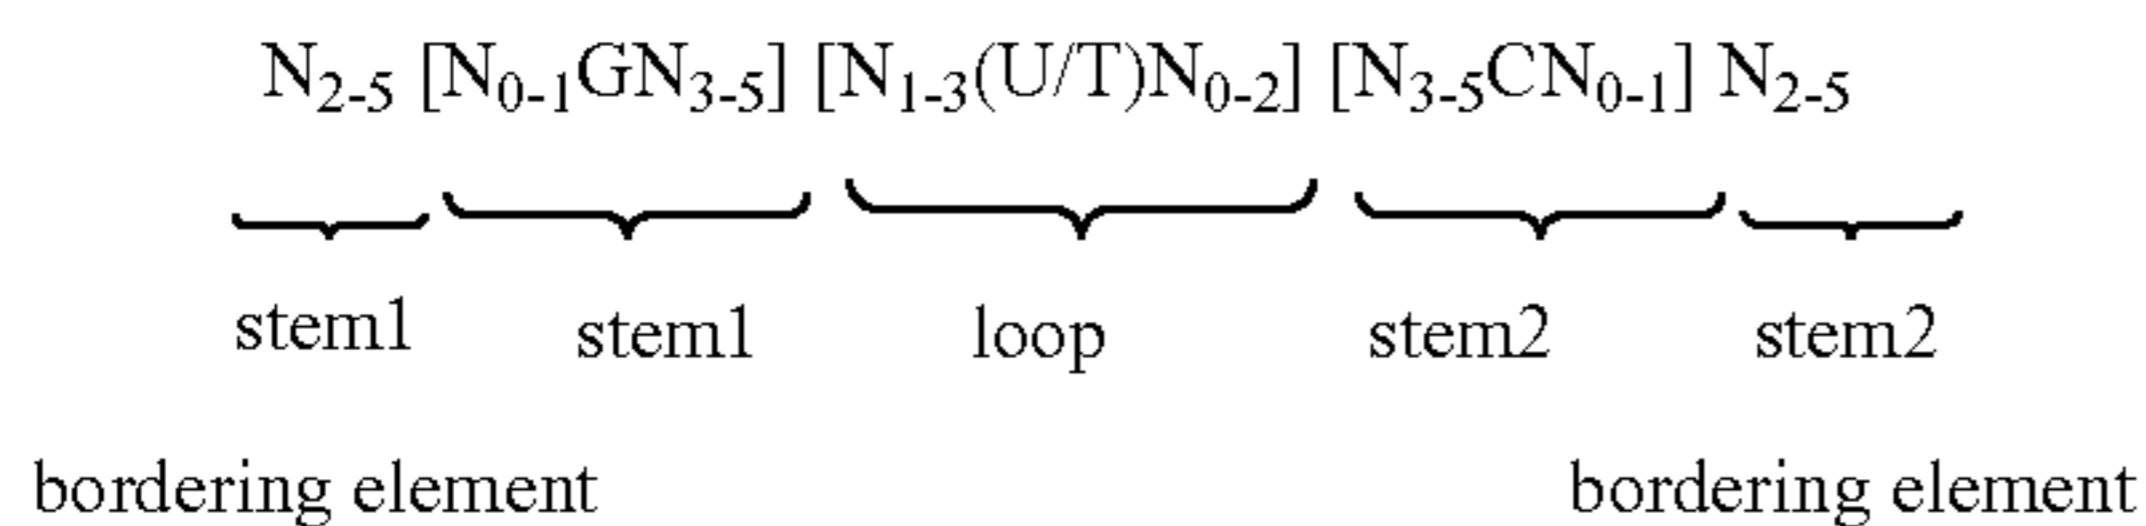 N₂₋₅ [N₀₋₁GN₃₋₅] [N₁₋₃(U/T)N₀₋₂] [N₃₋₅CN₀₋₁] N₂₋₅
stem1 stem1 loop stem2 stem2
bordering element bordering element